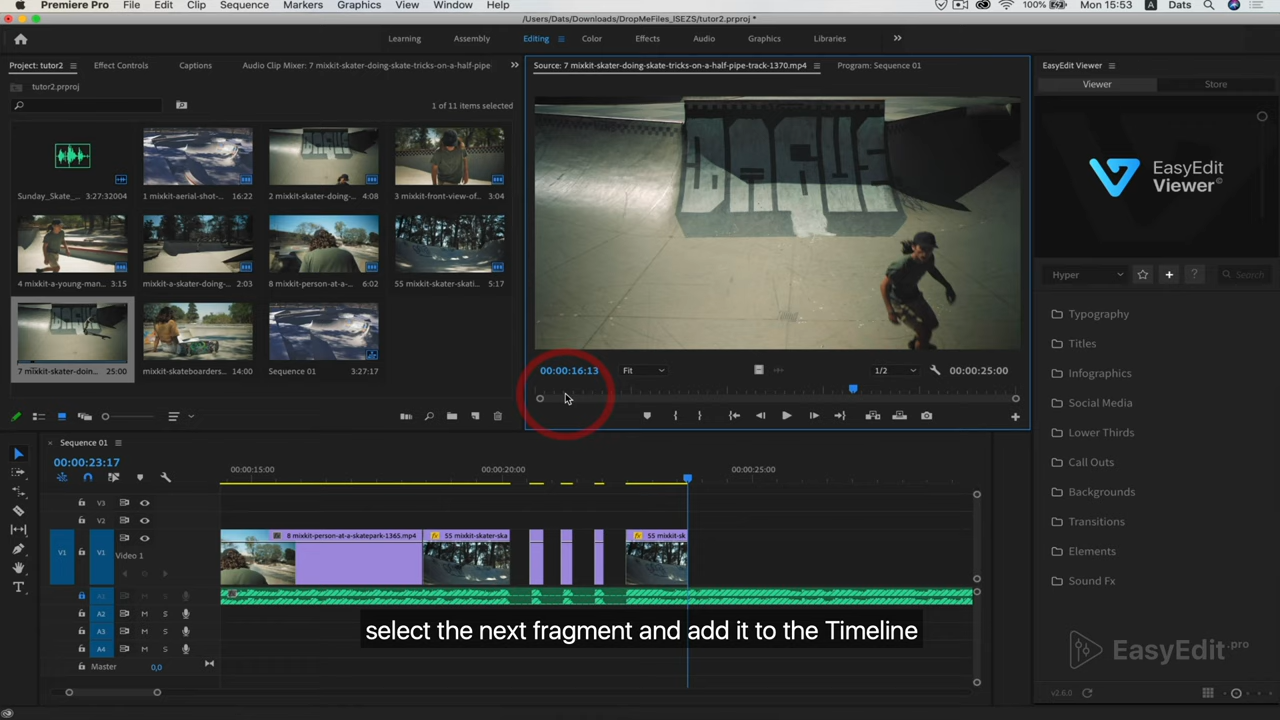 Premiere Pro File Edit Clip Sequence Markers Graphics View Window Help 100% Mon 15:53 A Dats
/Users/Dats/Downloads/DropMeFiles_ISEZS/tutor2.prproj *
Learning Assembly Editing Color Effects Audio Graphics Libraries
Project: tutor2 Effect Controls Captions Audio Clip Mixer: 7 mixkit-skater-doing-skate-tricks-on-a-half-pipe
Source: 7 mixkit-skater-doing-skate-tricks-on-a-half-pipe-track-1370.mp4 Program: Sequence 01
EasyEdit Viewer
Viewer Store
tutor2.prproj
1 of 11 items selected
Sunday_Skate_... 3:27:32004
1 mixkit-aerial-shot-... 16:22
2 mixkit-skater-doing-... 4:08
3 mixkit-front-view-of... 3:04
4 mixkit-a-young-man-... 3:15
mixkit-a-skater-doing-... 2:03
8 mixkit-person-at-a-... 6:02
55 mixkit-skater-skati... 5:17
7 mixkit-skater-doin... 25:00
mixkit-skateboarders... 14:00
Sequence 01 3:27:17
EasyEdit
Viewer©
Hyper + ? Search
Typography
Titles
Infographics
Social Media
Lower Thirds
Call Outs
Backgrounds
Transitions
Elements
Sound Fx
EasyEdit.pro
v2.6.0
00:00:16:13 Fit 1/2 00:00:25:00
Sequence 01
00:00:23:17
00:00:15:00 00:00:20:00 00:00:25:00
V3
V2
V1 V1 Video 1
8 mixkit-person-at-a-skatepark-1365.mp4 55 mixkit-skater-ska 55 mixkit-sk
A1 M S
A2 M S
A3 M S
A4 M S
Master 0,0
select the next fragment and add it to the Timeline